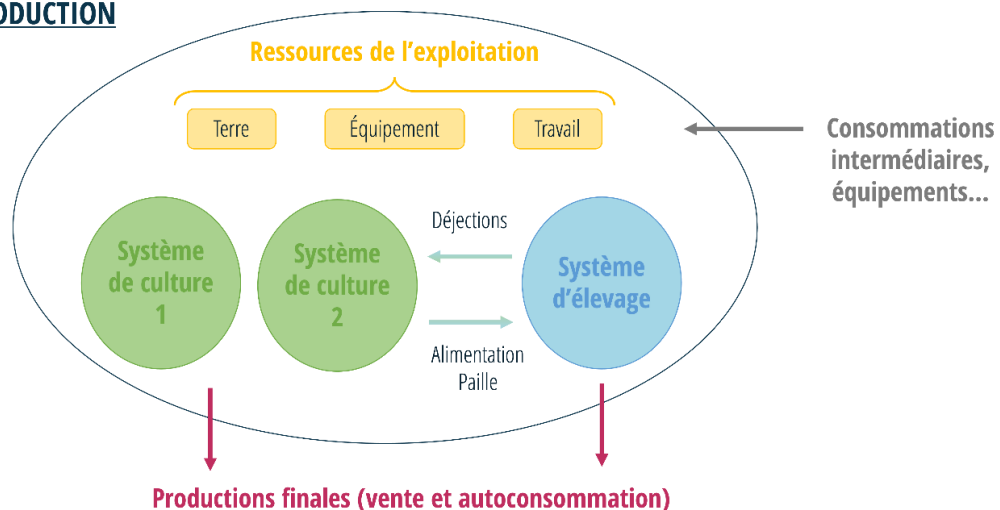 ODUCTION
Ressources de l'exploitation
Terre
Équipement
Travail
Consommations
intermédiaires,
équipements...
Système
de culture
1
Système
de culture
2
Déjections
Alimentation
Paille
Système
d'élevage
Productions finales (vente et autoconsommation)